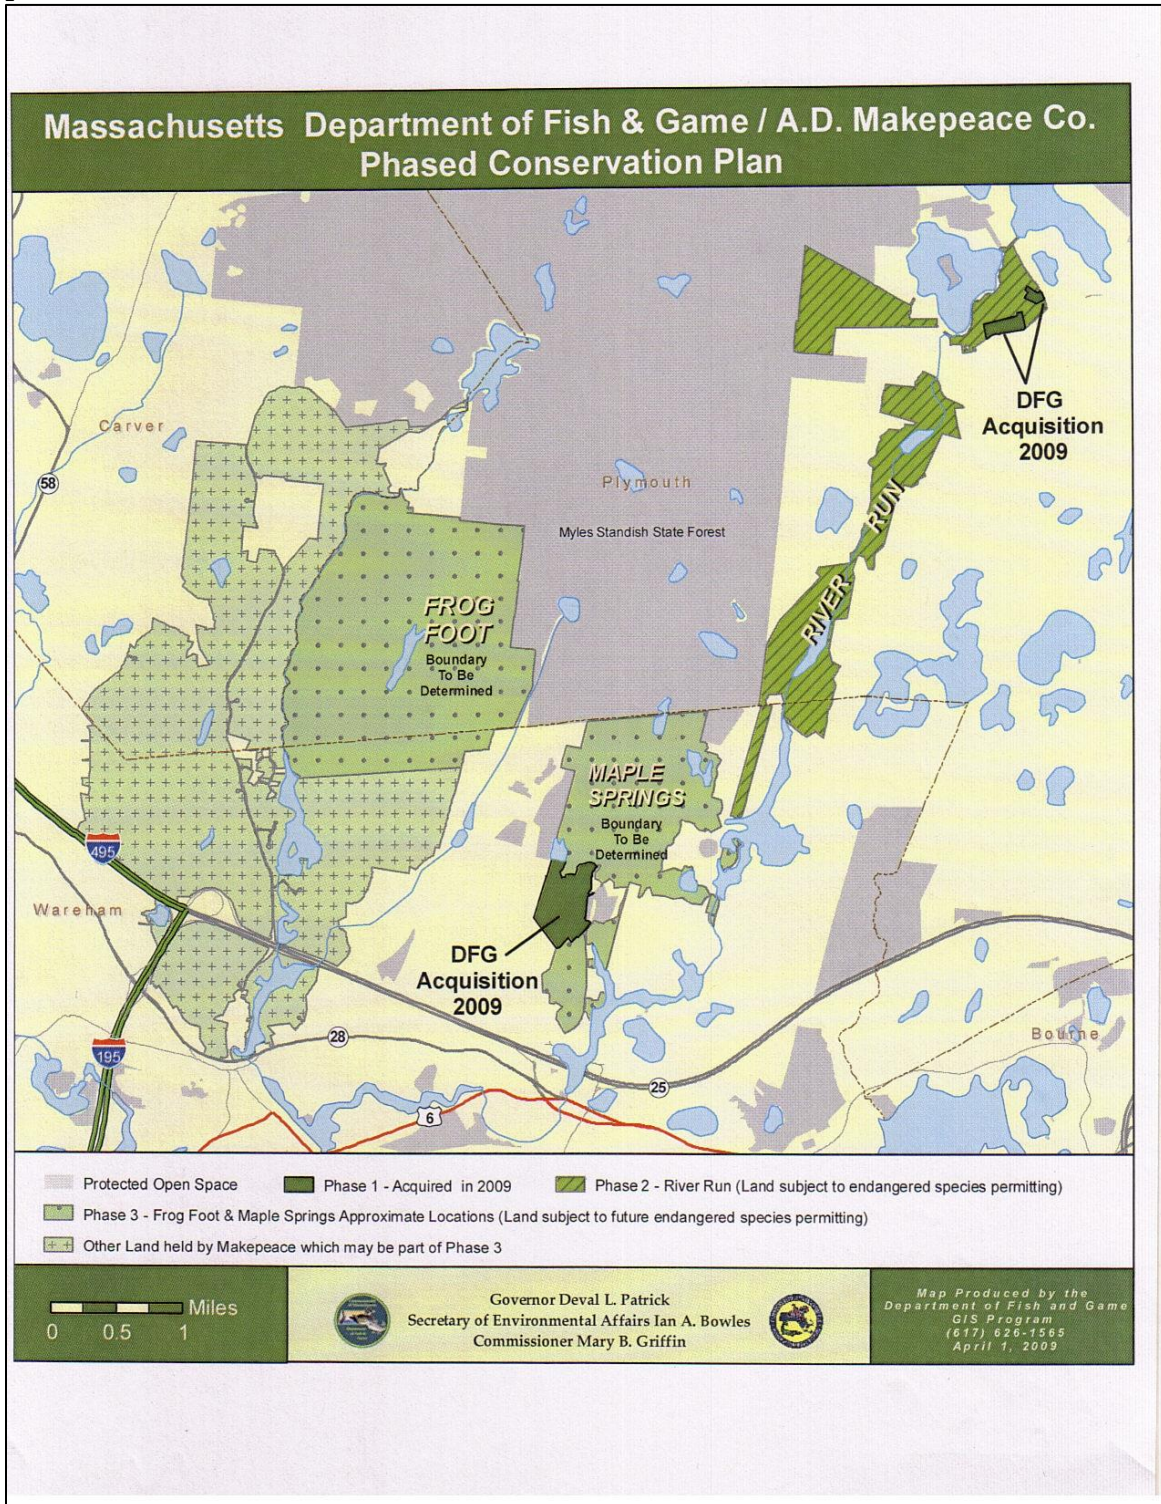 Massachusetts Department of Fish & Game / A.D. Makepeace Co.
Phased Conservation Plan
DFG
Acquisition
2009
Carver
58
Plymouth
Myles Standish State Forest
RIVER RUN
FROG
FOOT
Boundary
To Be
Determined
MAPLE
SPRINGS
Boundary
To Be
Determined
495
Wareham
DFG
Acquisition
2009
28
195
25
6
Bourne
Protected Open Space
Phase 1 - Acquired in 2009
Phase 2 - River Run (Land subject to endangered species permitting)
Phase 3 - Frog Foot & Maple Springs Approximate Locations (Land subject to future endangered species permitting)
Other Land held by Makepeace which may be part of Phase 3
Miles
0 0.5 1
Governor Deval L. Patrick
Secretary of Environmental Affairs Ian A. Bowles
Commissioner Mary B. Griffin
Map Produced by the
Department of Fish and Game
GIS Program
(617) 626-1565
April 1, 2009